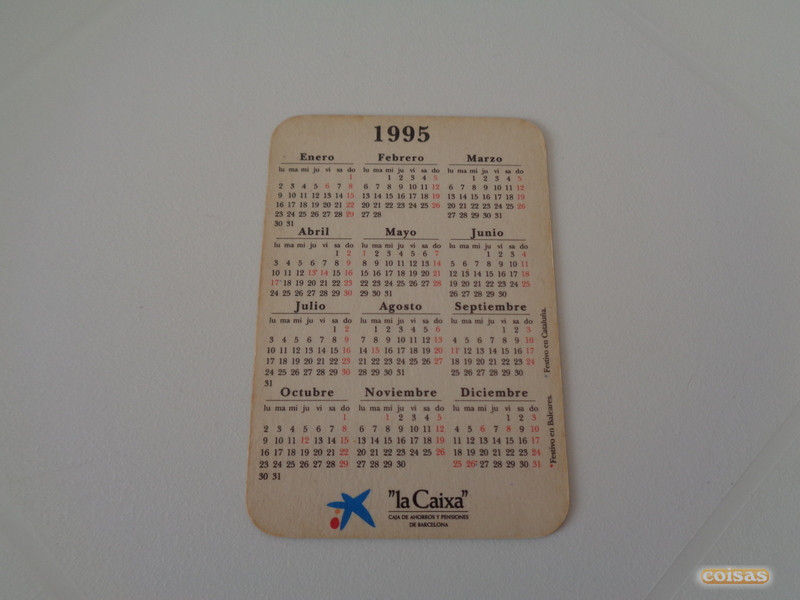 1995
Enero
lu ma mi ju vi sa do
1
2 3 4 5 6 7 8
9 10 11 12 13 14 15
16 17 18 19 20 21 22
23 24 25 26 27 28 29
30 31
Febrero
lu ma mi ju vi sa do
1 2 3 4 5
6 7 8 9 10 11 12
13 14 15 16 17 18 19
20 21 22 23 24 25 26
27 28
Marzo
lu ma mi ju vi sa do
1 2 3 4 5
6 7 8 9 10 11 12
13 14 15 16 17 18 19
20 21 22 23 24 25 26
27 28 29 30 31
Abril
lu ma mi ju vi sa do
1 2
3 4 5 6 7 8 9
10 11 12 13* 14 15 16
17° 18 19 20 21 22 23
24 25 26 27 28 29 30
Mayo
lu ma mi ju vi sa do
1 2 3 4 5 6 7
8 9 10 11 12 13 14
15 16 17 18 19 20 21
22 23 24 25 26 27 28
29 30 31
Junio
lu ma mi ju vi sa do
1 2 3 4
5 6 7 8 9 10 11
12 13 14 15 16 17 18
19 20 21 22 23 24 25
26 27 28 29 30
Julio
lu ma mi ju vi sa do
1 2
3 4 5 6 7 8 9
10 11 12 13 14 15 16
17 18 19 20 21 22 23
24 25 26 27 28 29 30
31
Agosto
lu ma mi ju vi sa do
1 2 3 4 5 6
7 8 9 10 11 12 13
14 15 16 17 18 19 20
21 22 23 24 25 26 27
28 29 30 31
Septiembre
lu ma mi ju vi sa do
1 2 3
4 5 6 7 8 9 10
11° 12 13 14 15 16 17
18 19 20 21 22 23 24
25 26 27 28 29 30
Octubre
lu ma mi ju vi sa do
1
2 3 4 5 6 7 8
9 10 11 12 13 14 15
16 17 18 19 20 21 22
23 24 25 26 27 28 29
30 31
Noviembre
lu ma mi ju vi sa do
1 2 3 4 5
6 7 8 9 10 11 12
13 14 15 16 17 18 19
20 21 22 23 24 25 26
27 28 29 30
Diciembre
lu ma mi ju vi sa do
1 2 3
4 5 6 7 8 9 10
11 12 13 14 15 16 17
18 19 20 21 22 23 24
25 26° 27 28 29 30 31
° Festivo en Cataluña.
*Festivo en Baleares.
"la Caixa"
CAJA DE AHORROS Y PENSIONES
DE BARCELONA
coisas